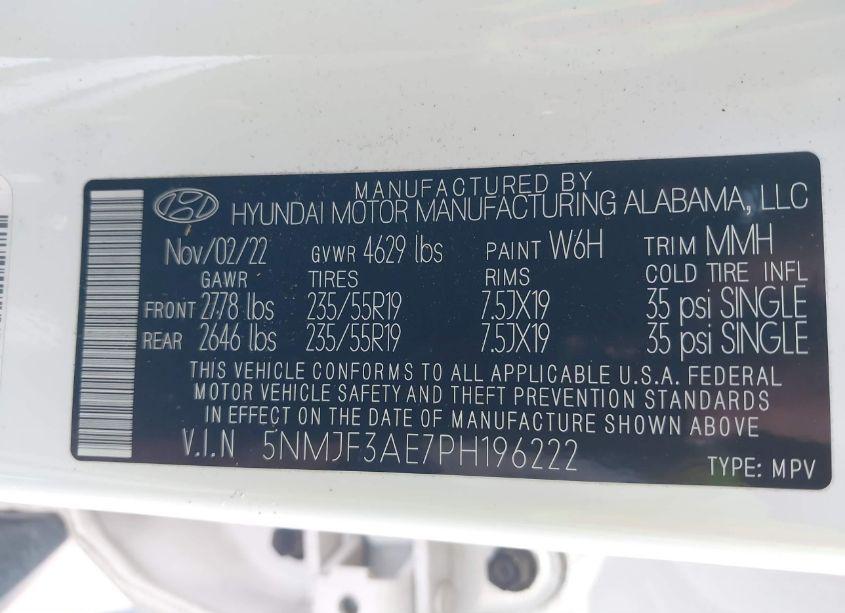 MANUFACTURED BY
HYUNDAI MOTOR MANUFACTURING ALABAMA, LLC
Nov/02/22 GVWR 4629 lbs PAINT W6H TRIM MMH
GAWR TIRES RIMS COLD TIRE INFL
FRONT 2778 lbs 235/55R19 7.5JX19 35 psi SINGLE
REAR 2646 lbs 235/55R19 7.5JX19 35 psi SINGLE
THIS VEHICLE CONFORMS TO ALL APPLICABLE U.S.A. FEDERAL
MOTOR VEHICLE SAFETY AND THEFT PREVENTION STANDARDS
IN EFFECT ON THE DATE OF MANUFACTURE SHOWN ABOVE
V.I.N 5NMJF3AE7PH196222
TYPE: MPV